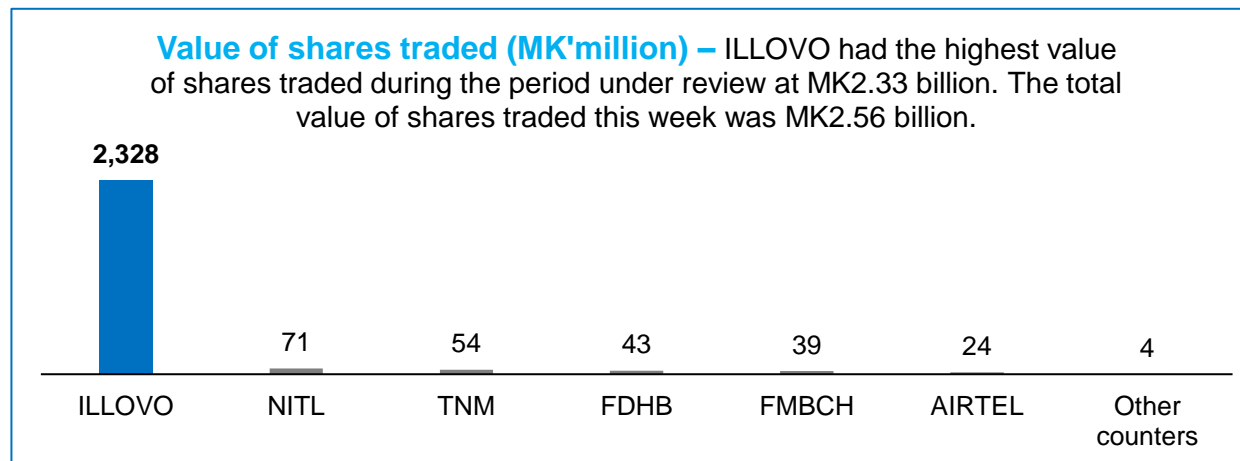 Value of shares traded (MK'million) – ILLOVO had the highest value
of shares traded during the period under review at MK2.33 billion. The total
value of shares traded this week was MK2.56 billion.
2,328
71
54
43
39
24
4
ILLOVO
NITL
TNM
FDHB
FMBCH
AIRTEL
Other
counters